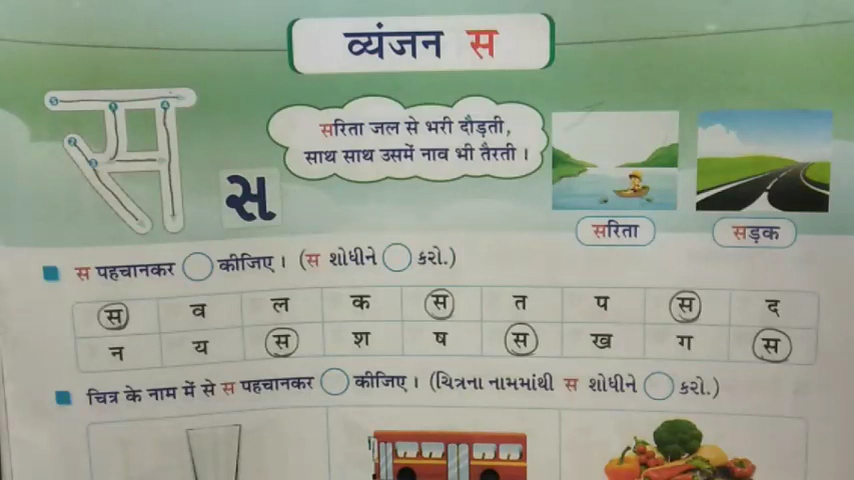 व्यंजन स
स
सरिता जल से भरी दौड़ती,
साथ साथ उसमें नाव भी तैरती ।
સ
सरिता
सड़क
स पहचानकर ◯ कीजिए । (स શોધીને ◯ કરો.)
स व ल क स त प स द
न य स श ष स ख ग स
चित्र के नाम में से स पहचानकर ◯ कीजिए । (ચિત્રના નામમાંથી स શોધીને ◯ કરો.)